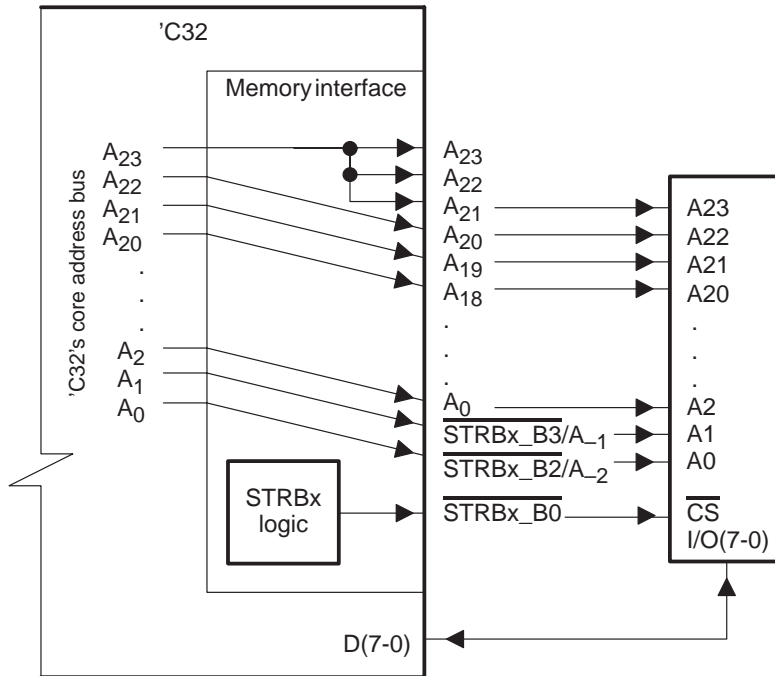 'C32
Memory interface
'C32's core address bus
A23
A22
A21
A20
.
.
.
A2
A1
A0
STRBx
logic
D(7-0)
A23
A22
A21
A20
A19
A18
.
.
.
A0
STRBx_B3/A–1
STRBx_B2/A–2
STRBx_B0
A23
A22
A21
A20
.
.
.
A2
A1
A0
CS
I/O(7-0)